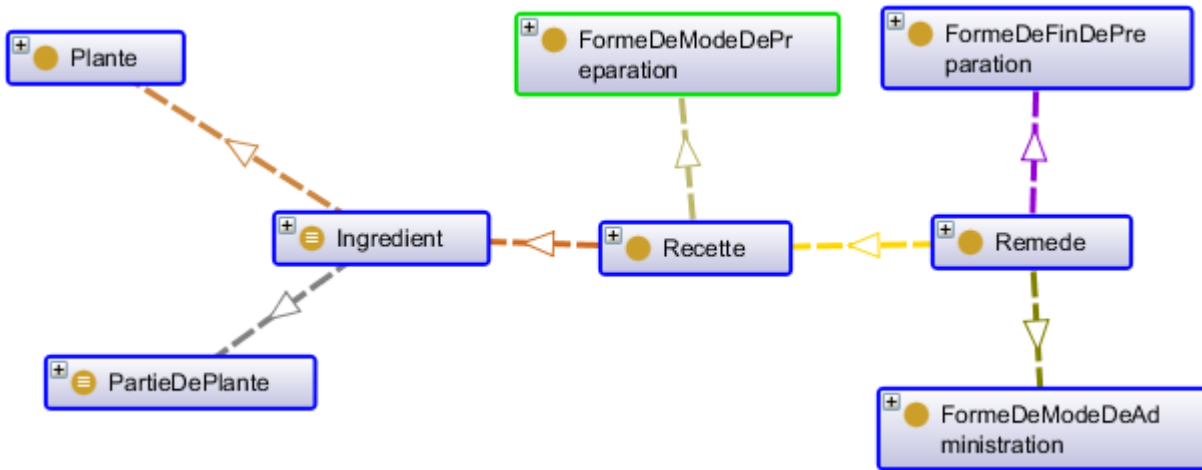 Plante
FormeDeModeDePr
eparation
FormeDeFinDePre
paration
Ingredient
Recette
Remede
PartieDePlante
FormeDeModeDeAd
ministration